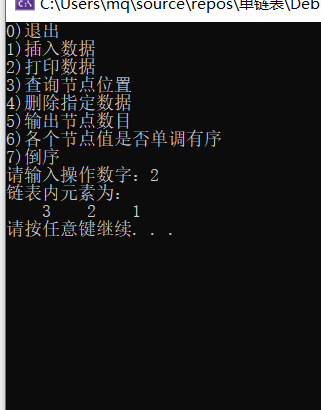 C:\Users\mq\source\repos\单链表\Deb
0)退出
1)插入数据
2)打印数据
3)查询节点位置
4)删除指定数据
5)输出节点数目
6)各个节点值是否单调有序
7)倒序
请输入操作数字: 2
链表内元素为:
3 2 1
请按任意键继续. . .